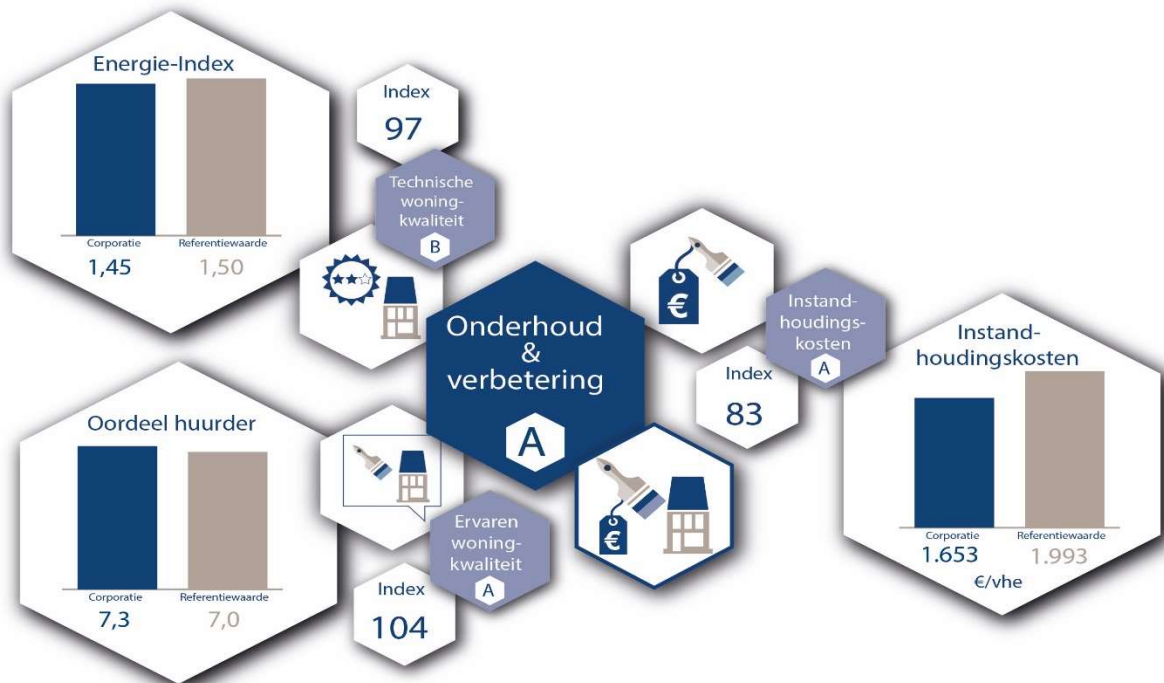 Energie-Index
Corporatie
Referentiewaarde
1,45
1,50
Index
97
Technische
woning-
kwaliteit
B
Onderhoud
&
verbetering
A
€
Instand-
houdings-
kosten
A
Index
83
Instand-
houdingskosten
Corporatie
Referentiewaarde
1.653
1.993
€/vhe
Oordeel huurder
Corporatie
Referentiewaarde
7,3
7,0
Ervaren
woning-
kwaliteit
A
Index
104
€